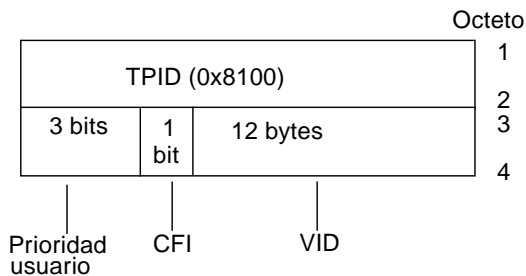 Octeto
1
TPID (0x8100)
2
3 bits
1
bit
12 bytes
3
4
Prioridad
usuario
CFI
VID